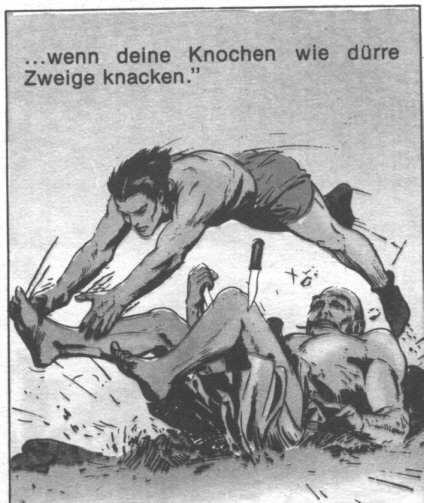 ...wenn deine Knochen wie dürre
Zweige knacken.”